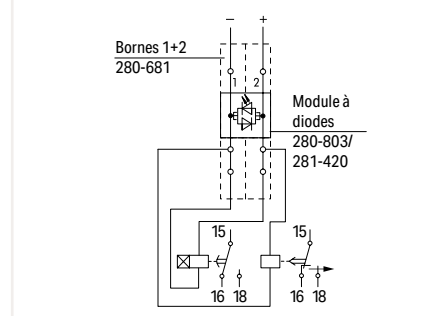 − +
Bornes 1+2
280-681
1 2
Module à
diodes
280-803/
281-420
15 15
16 18 16 18